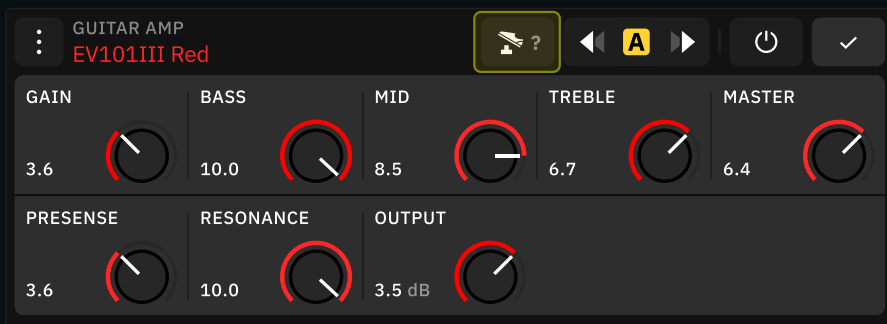 GUITAR AMP
EV101III Red
?
A
GAIN BASS MID TREBLE MASTER
3.6 10.0 8.5 6.7 6.4
PRESENSE RESONANCE OUTPUT
3.6 10.0 3.5 dB